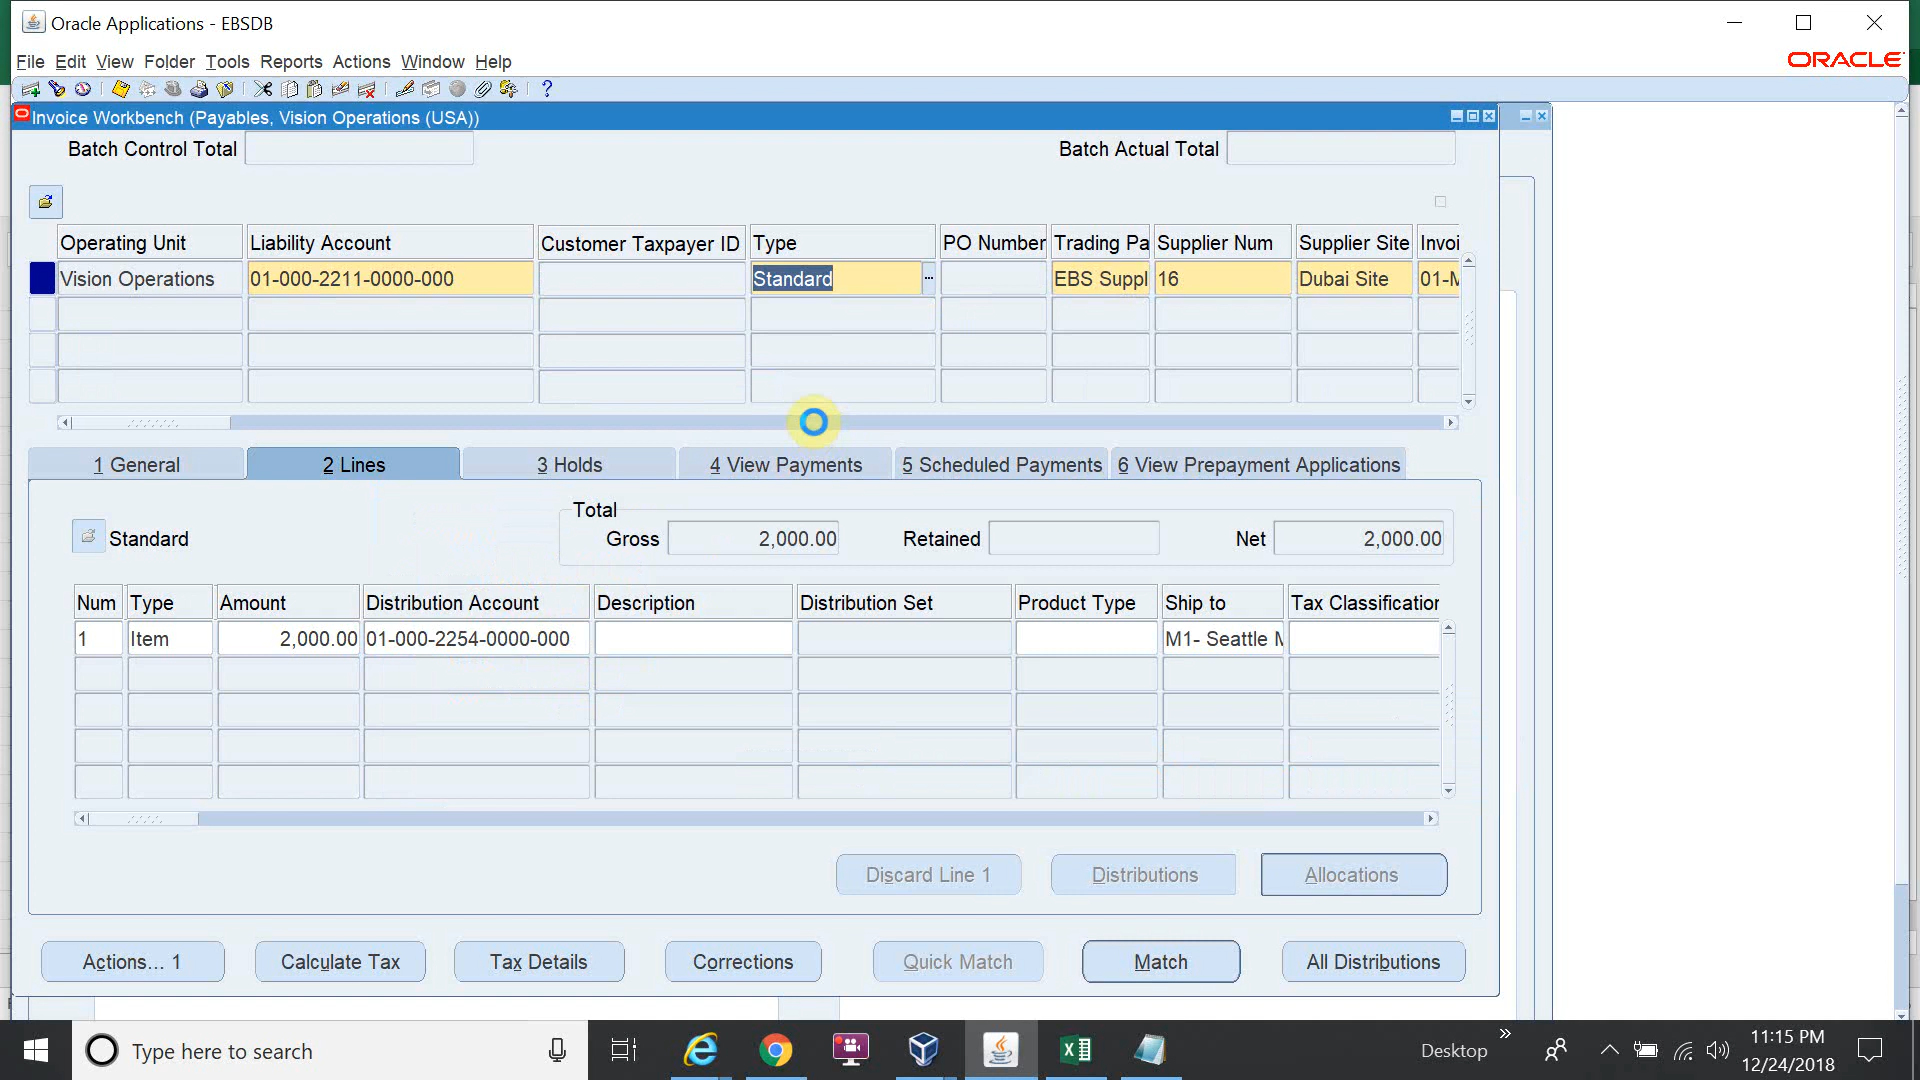 Oracle Applications - EBSDB
File Edit View Folder Tools Reports Actions Window Help
ORACLE
Invoice Workbench (Payables, Vision Operations (USA))
Batch Control Total
Batch Actual Total
Operating Unit Liability Account Customer Taxpayer ID Type PO Number Trading Pa Supplier Num Supplier Site Invoi
Vision Operations 01-000-2211-0000-000 Standard ... EBS Suppl 16 Dubai Site 01-M
1 General 2 Lines 3 Holds 4 View Payments 5 Scheduled Payments 6 View Prepayment Applications
Total
Standard Gross 2,000.00 Retained Net 2,000.00
Num Type Amount Distribution Account Description Distribution Set Product Type Ship to Tax Classification
1 Item 2,000.00 01-000-2254-0000-000 M1- Seattle M
Discard Line 1 Distributions Allocations
Actions... 1 Calculate Tax Tax Details Corrections Quick Match Match All Distributions
Type here to search
Desktop
11:15 PM
12/24/2018